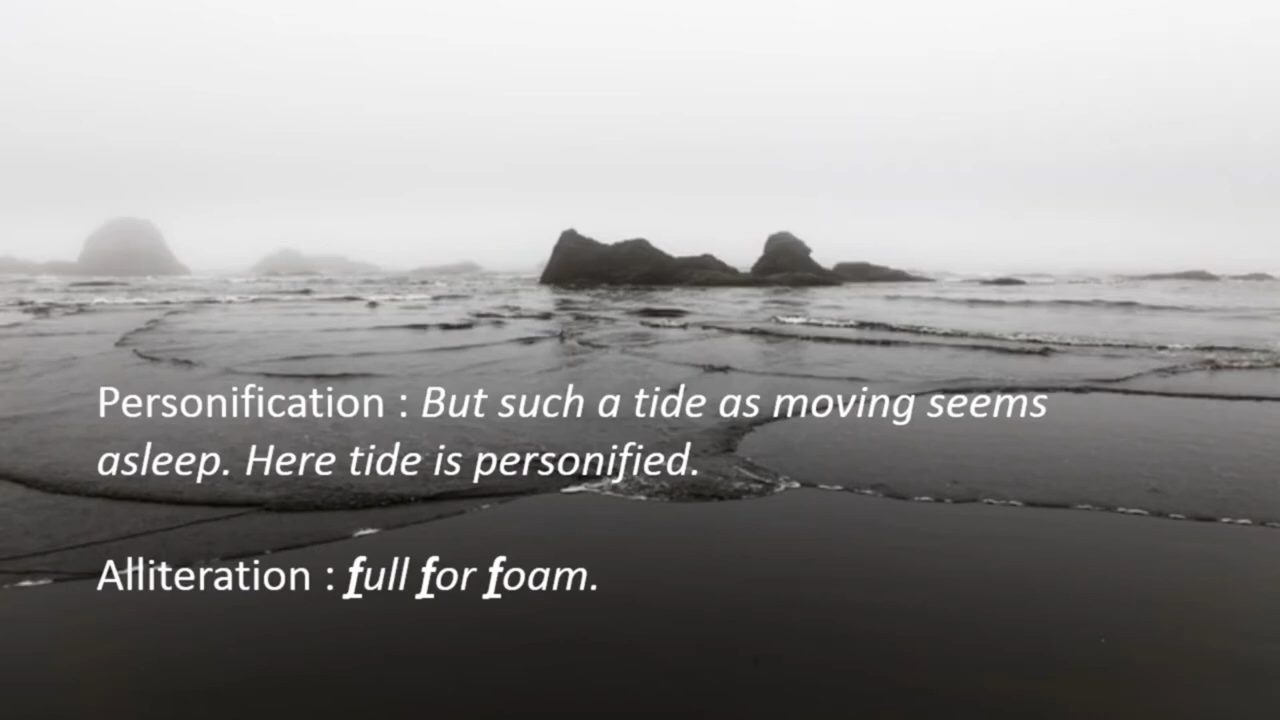 Personification : But such a tide as moving seems
asleep. Here tide is personified.
Alliteration : full for foam.